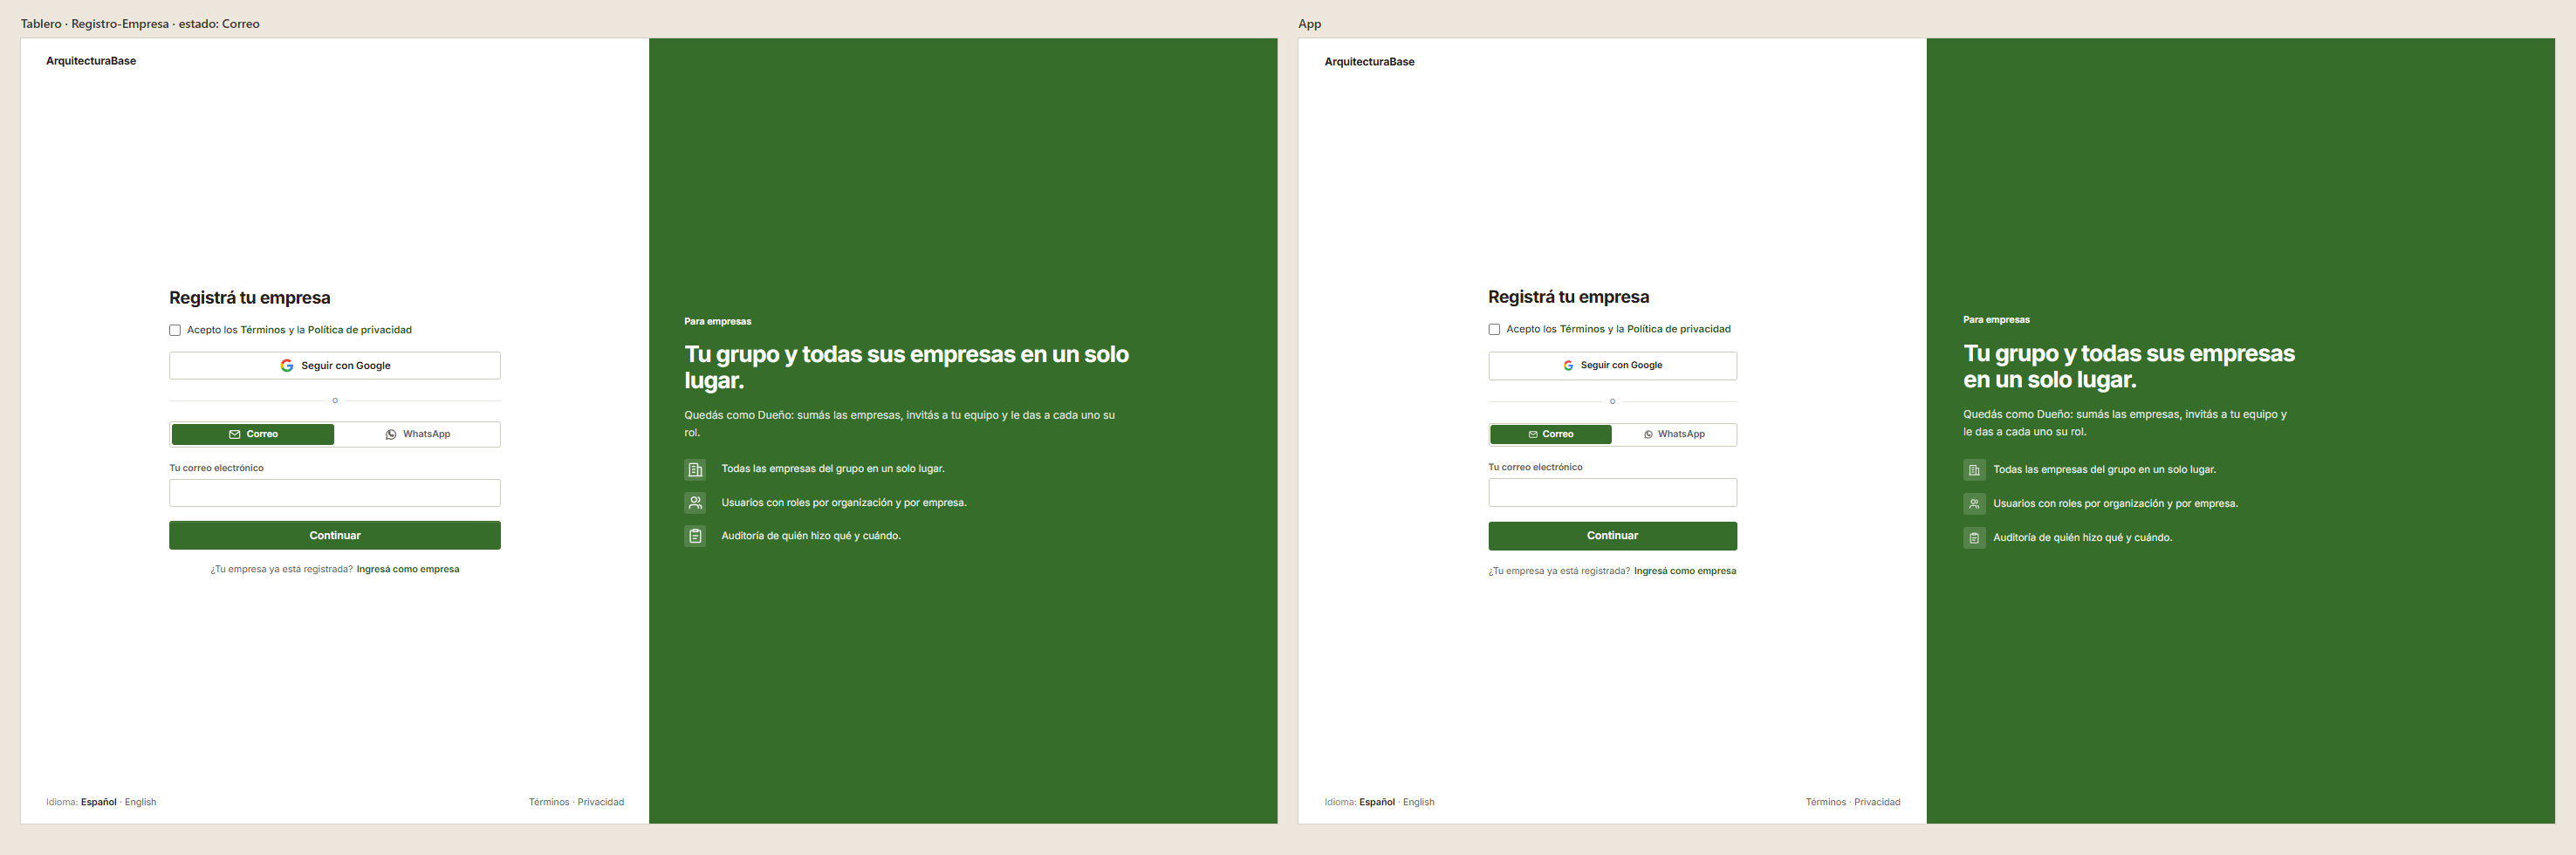 Tablero · Registro-Empresa · estado: Correo
ArquitecturaBase
Registrá tu empresa
Acepto los Términos y la Política de privacidad
Seguir con Google
o
Correo
WhatsApp
Tu correo electrónico
Continuar
¿Tu empresa ya está registrada? Ingresá como empresa
Idioma: Español · English
Términos · Privacidad
Para empresas
Tu grupo y todas sus empresas en un solo
lugar.
Quedás como Dueño: sumás las empresas, invitás a tu equipo y le das a cada uno su
rol.
Todas las empresas del grupo en un solo lugar.
Usuarios con roles por organización y por empresa.
Auditoría de quién hizo qué y cuándo.
App
ArquitecturaBase
Registrá tu empresa
Acepto los Términos y la Política de privacidad
Seguir con Google
o
Correo
WhatsApp
Tu correo electrónico
Continuar
¿Tu empresa ya está registrada? Ingresá como empresa
Idioma: Español · English
Términos · Privacidad
Para empresas
Tu grupo y todas sus empresas
en un solo lugar.
Quedás como Dueño: sumás las empresas, invitás a tu equipo y
le das a cada uno su rol.
Todas las empresas del grupo en un solo lugar.
Usuarios con roles por organización y por empresa.
Auditoría de quién hizo qué y cuándo.